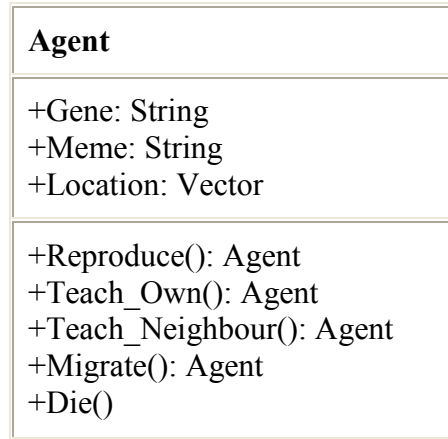 Agent
+Gene: String
+Meme: String
+Location: Vector
+Reproduce(): Agent
+Teach_Own(): Agent
+Teach_Neighbour(): Agent
+Migrate(): Agent
+Die()